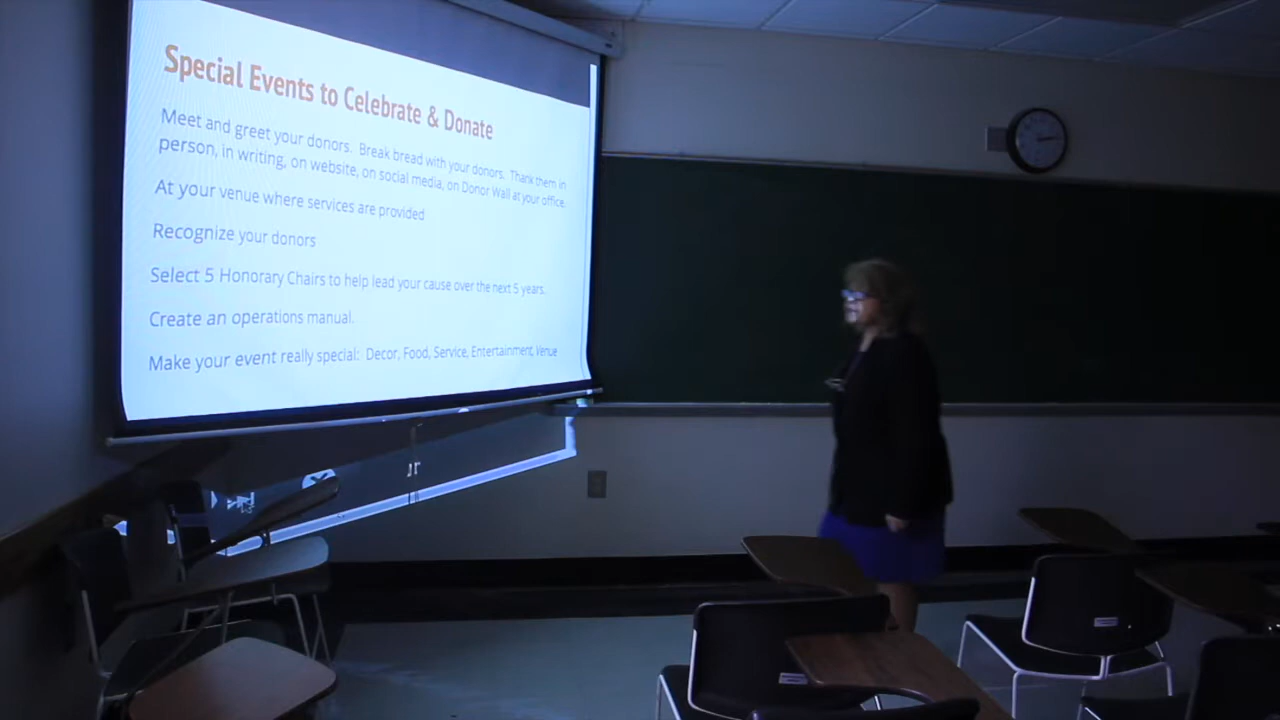 Special Events to Celebrate & Donate
Meet and greet your donors. Break bread with your donors. Thank them in
person, in writing, on website, on social media, on Donor Wall at your office.
At your venue where services are provided
Recognize your donors
Select 5 Honorary Chairs to help lead your cause over the next 5 years.
Create an operations manual.
Make your event really special: Decor, Food, Service, Entertainment, Venue